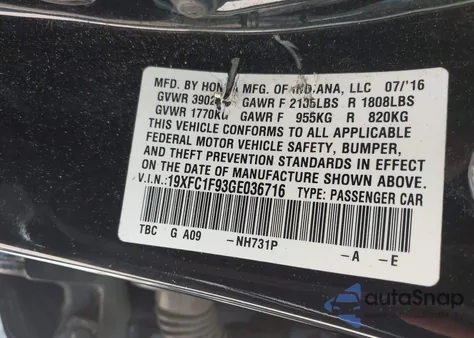 MFD. BY HONDA MFG. OF INDIANA, LLC 07/'16
GVWR 3902 GAWR F 2105LBS R 1808LBS
GVWR 1770KG GAWR F 955KG R 820KG
THIS VEHICLE CONFORMS TO ALL APPLICABLE
FEDERAL MOTOR VEHICLE SAFETY, BUMPER,
AND THEFT PREVENTION STANDARDS IN EFFECT
ON THE DATE OF MANUFACTURE SHOWN ABOVE.
V.I.N.:19XFC1F93GE036716 TYPE: PASSENGER CAR
TBC G A09 -NH731P -A -E
autoSnap